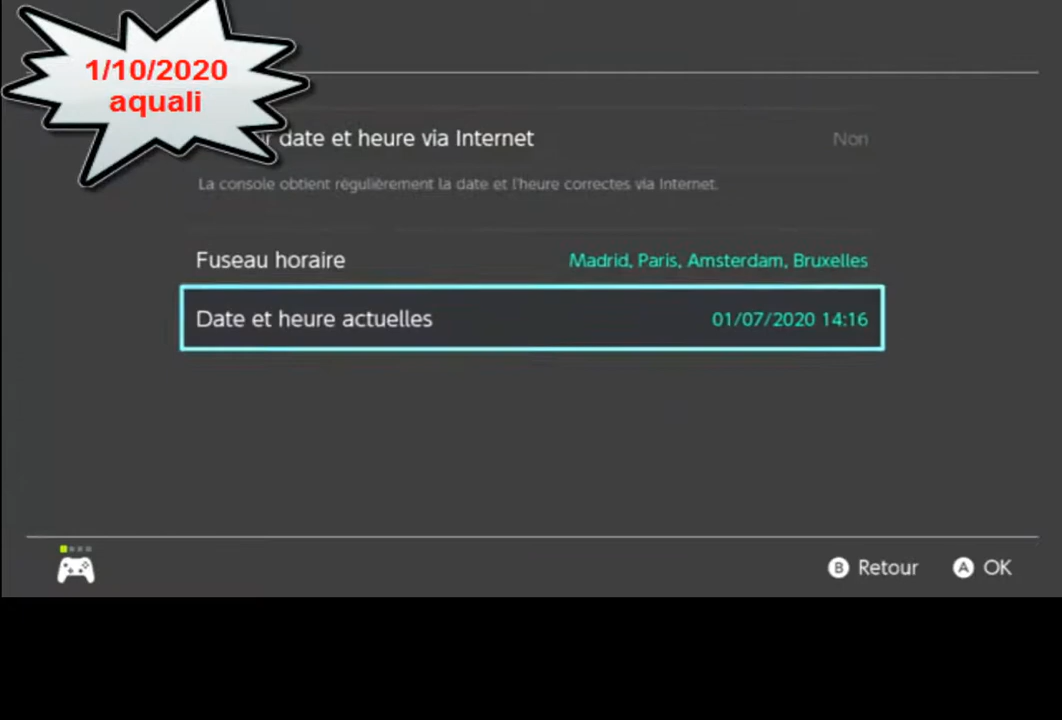 1/10/2020
aquali
r date et heure via Internet Non
La console obtient régulièrement la date et l'heure correctes via Internet.
Fuseau horaire Madrid, Paris, Amsterdam, Bruxelles
Date et heure actuelles 01/07/2020 14:16
B Retour A OK